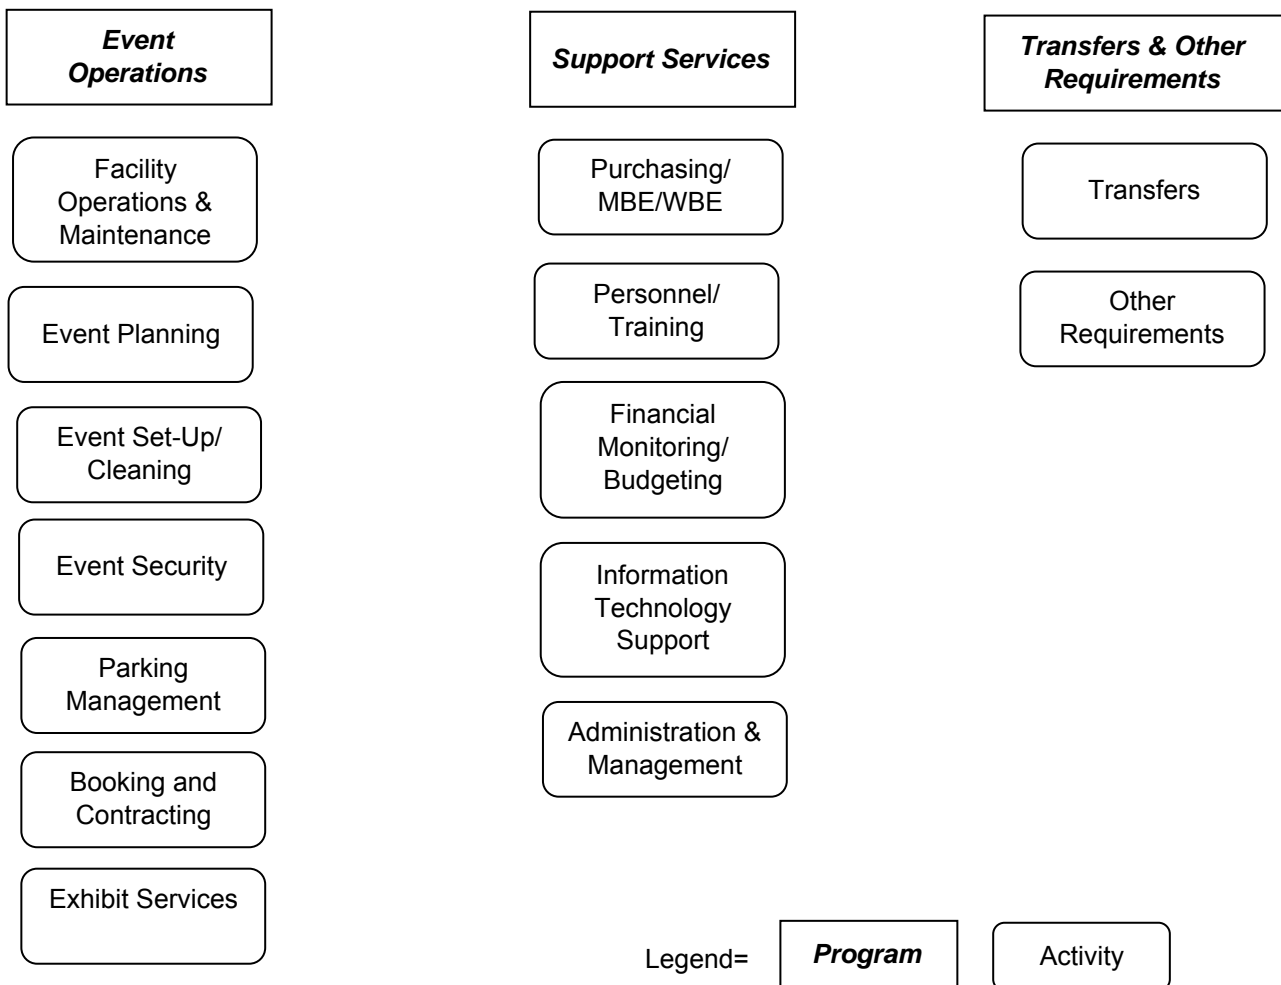 Event
Operations
Facility
Operations &
Maintenance
Event Planning
Event Set-Up/
Cleaning
Event Security
Parking
Management
Booking and
Contracting
Exhibit Services
Support Services
Purchasing/
MBE/WBE
Personnel/
Training
Financial
Monitoring/
Budgeting
Information
Technology
Support
Administration &
Management
Transfers & Other
Requirements
Transfers
Other
Requirements
Legend=
Program
Activity